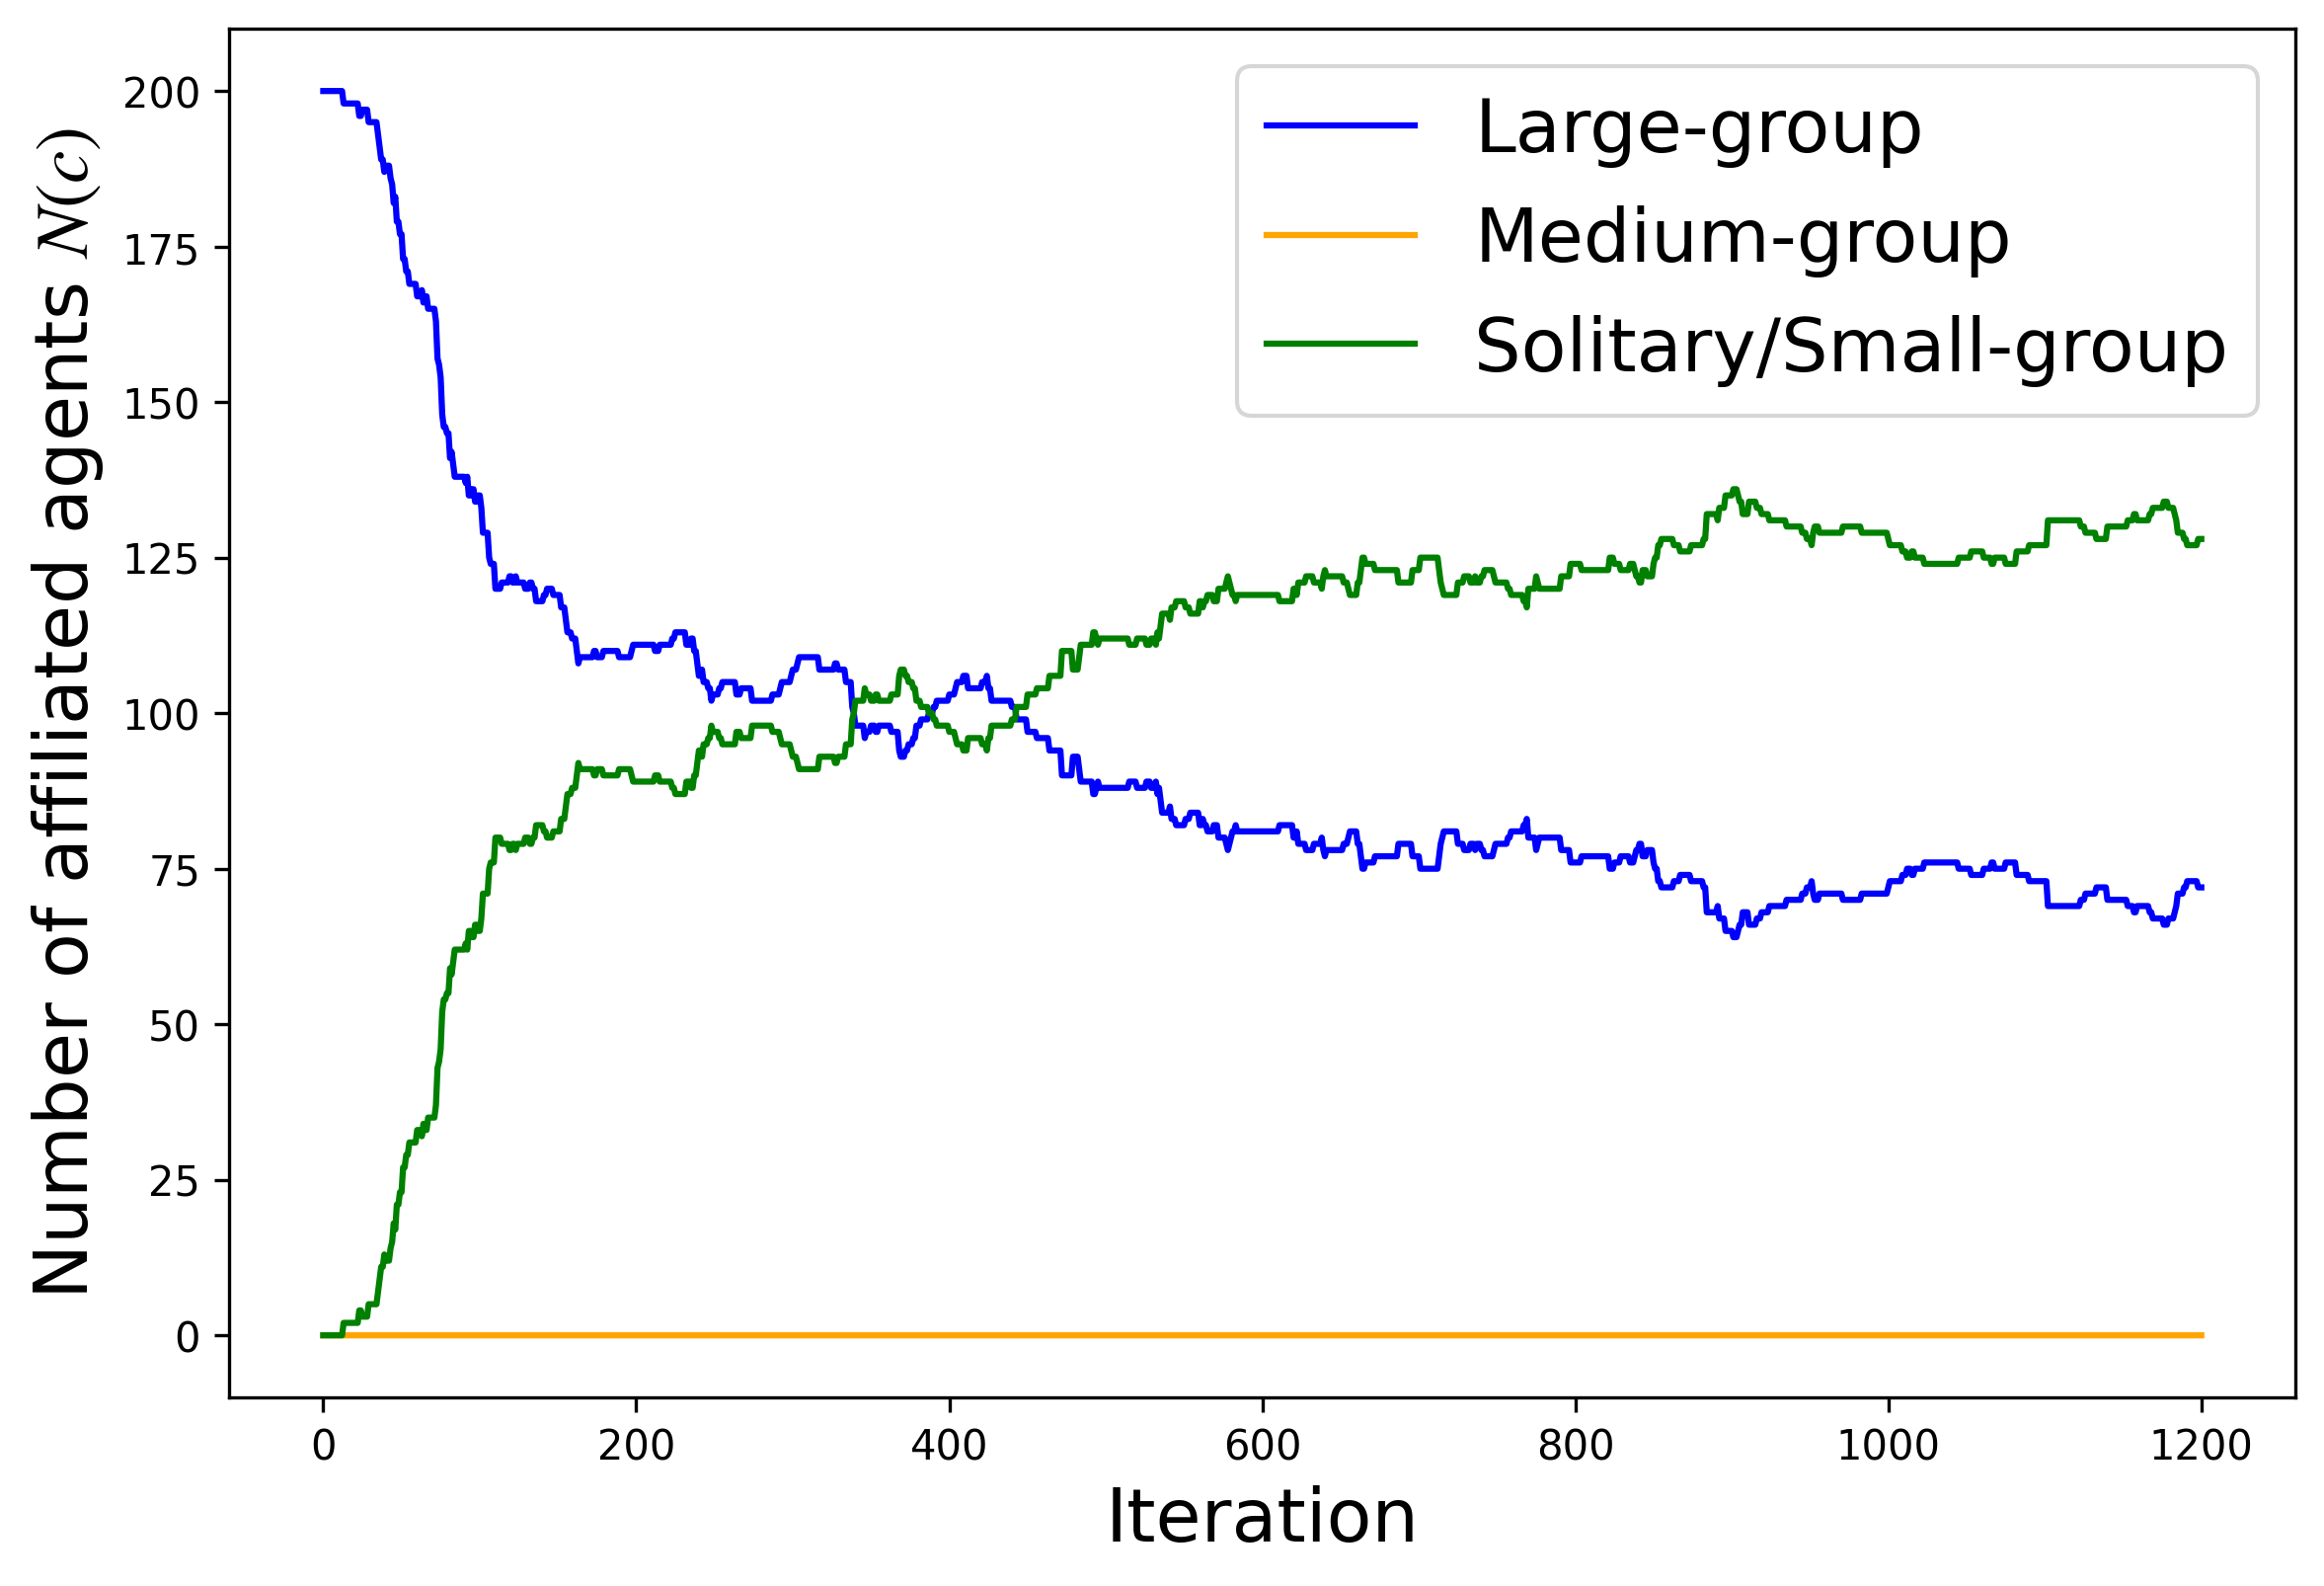 Number of affiliated agents N(c)
200
175
150
125
100
75
50
25
0
Large-group
Medium-group
Solitary/Small-group
0 200 400 600 800 1000 1200
Iteration